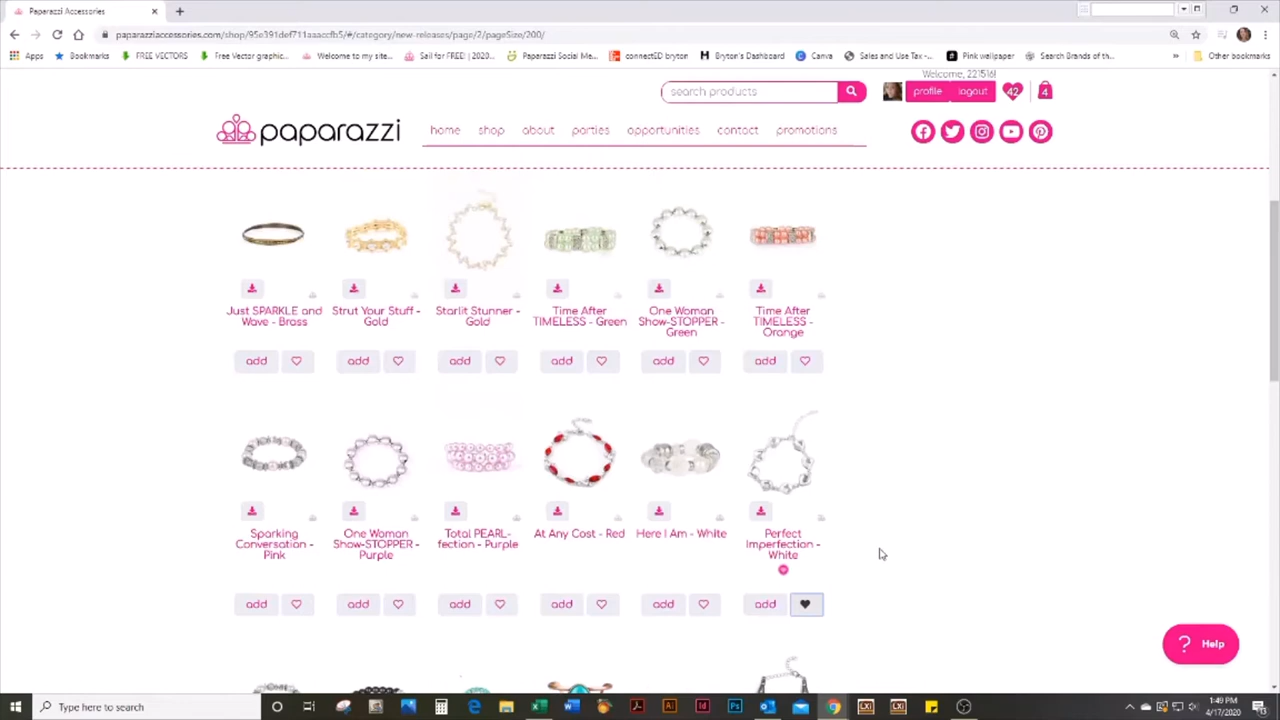 Paparazzi Accessories
paparazziaccessories.com/shop/95e391def711aaaccfb5/#/category/new-releases/page/2/pageSize/200/
Apps Bookmarks FREE VECTORS Free Vector graphic... Welcome to my site... Sail for FREE | 2020... Paparazzi Social Me... connectED bryton Bryton's Dashboard Canva Sales and Use Tax -... Pink wallpaper Search Brands of th... » Other bookmarks
Welcome, 221516!
search products profile logout 42 4
paparazzi home shop about parties opportunities contact promotions
Just SPARKLE and Wave - Brass
Strut Your Stuff - Gold
Starlit Stunner - Gold
Time After TIMELESS - Green
One Woman Show-STOPPER - Green
Time After TIMELESS - Orange
add add add add add add
Sparking Conversation - Pink
One Woman Show-STOPPER - Purple
Total PEARL-fection - Purple
At Any Cost - Red
Here I Am - White
Perfect Imperfection - White
add add add add add add
? Help
Type here to search
1:49 PM
4/17/2020